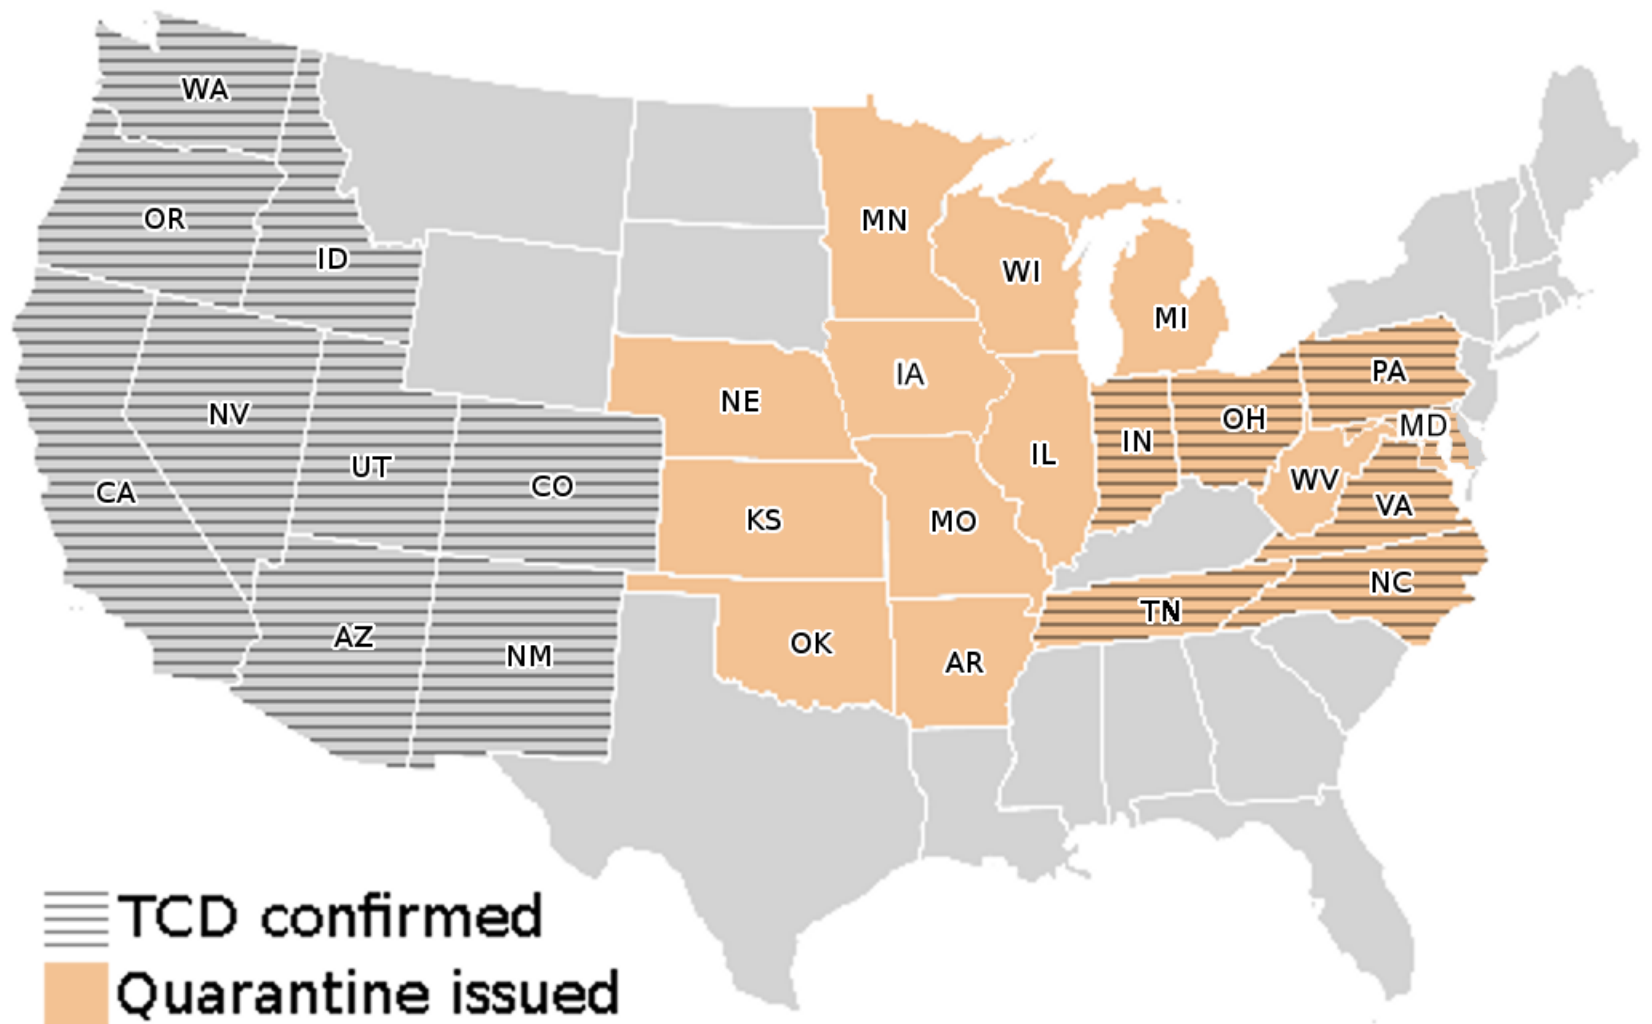 WA
OR
ID
MN
WI
MI
IA
NE
NV
UT
CO
CA
KS
MO
IL
IN
OH
PA
MD
WV
VA
NC
TN
AZ
NM
OK
AR
TCD confirmed
Quarantine issued